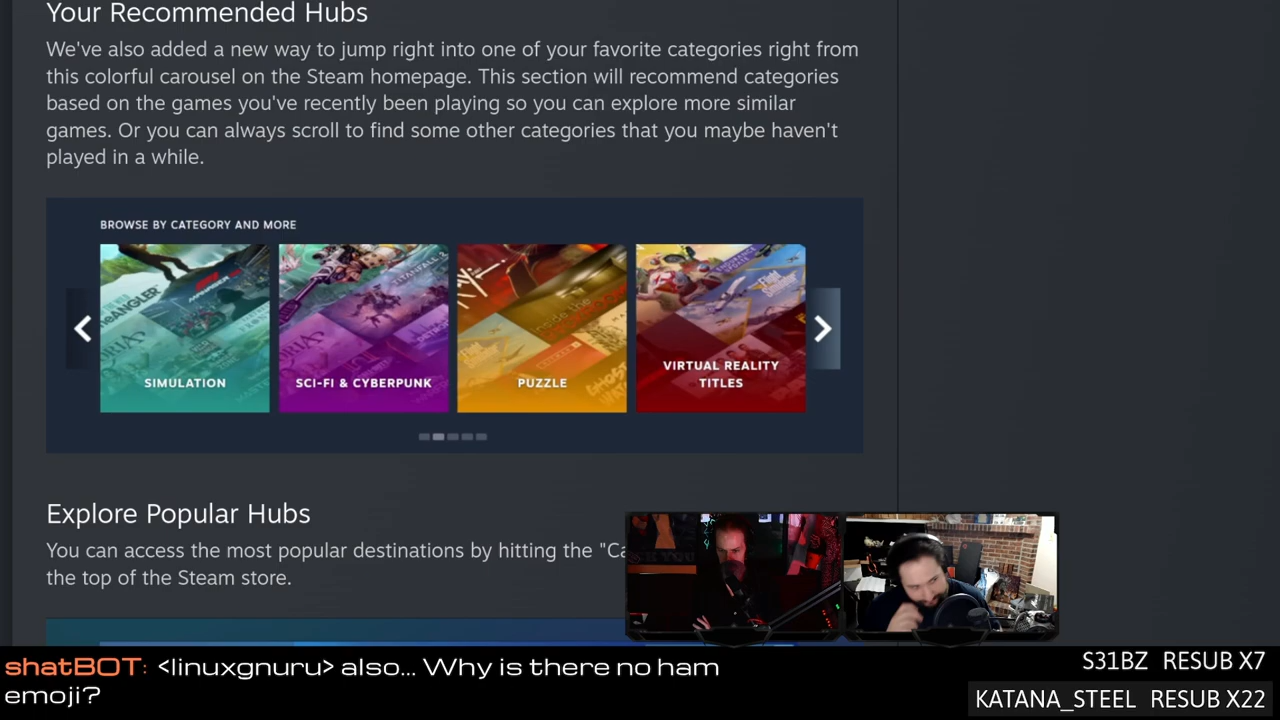 Your Recommended Hubs
We've also added a new way to jump right into one of your favorite categories right from
this colorful carousel on the Steam homepage. This section will recommend categories
based on the games you've recently been playing so you can explore more similar
games. Or you can always scroll to find some other categories that you maybe haven't
played in a while.
BROWSE BY CATEGORY AND MORE
TITANFALL 2
SIMULATION
SCI-FI & CYBERPUNK
PUZZLE
VIRTUAL REALITY
TITLES
Explore Popular Hubs
You can access the most popular destinations by hitting the "Ca
the top of the Steam store.
shatBOT: <linuxgnuru> also... Why is there no ham
emoji?
S31BZ RESUB X7
KATANA_STEEL RESUB X22